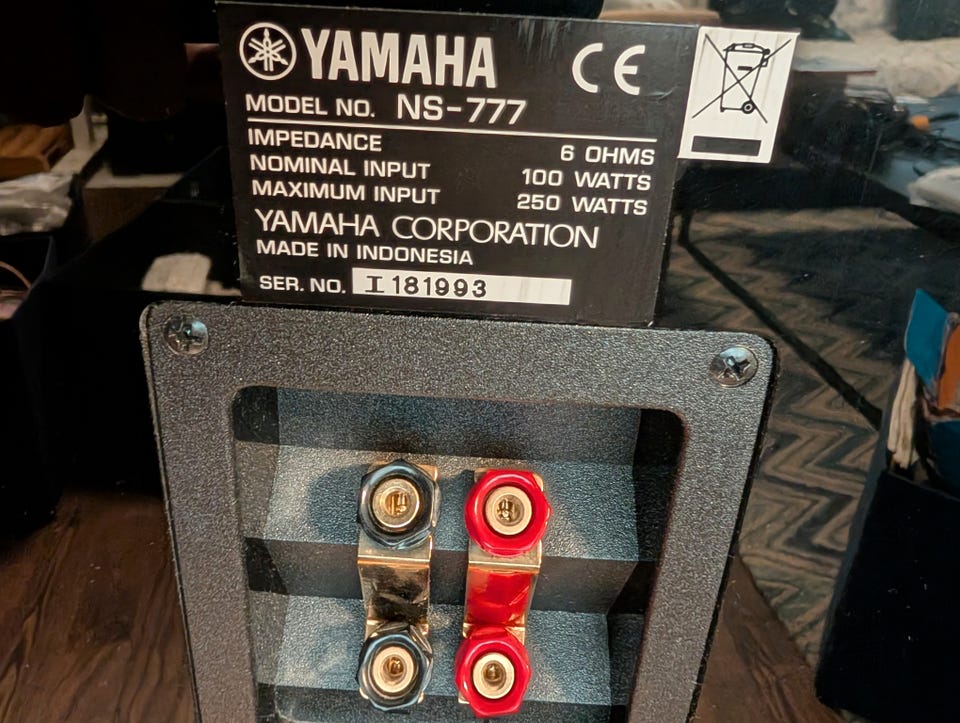 YAMAHA CE
MODEL NO. NS-777
IMPEDANCE 6 OHMS
NOMINAL INPUT 100 WATTS
MAXIMUM INPUT 250 WATTS
YAMAHA CORPORATION
MADE IN INDONESIA
SER. NO. I181993